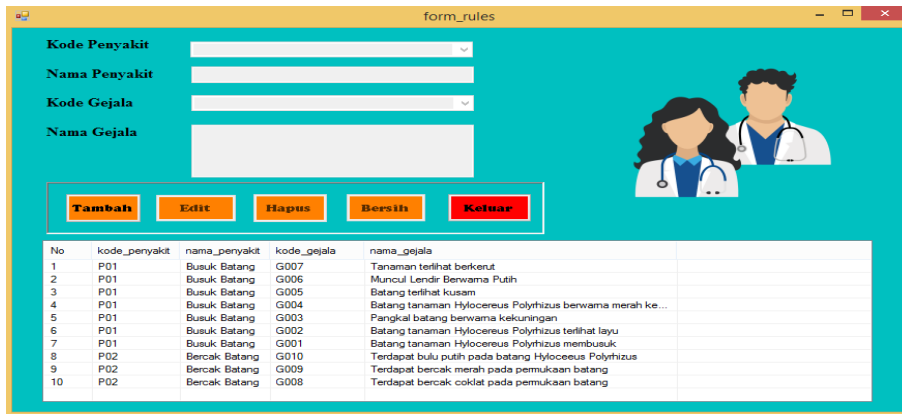 form_rules
Kode Penyakit
Nama Penyakit
Kode Gejala
Nama Gejala
Tambah Edit Hapus Bersih Keluar
No kode_penyakit nama_penyakit kode_gejala nama_gejala
1 P01 Busuk Batang G007 Tanaman terlihat berkerut
2 P01 Busuk Batang G006 Muncul Lendir Berwarna Putih
3 P01 Busuk Batang G005 Batang terlihat kusam
4 P01 Busuk Batang G004 Batang tanaman Hylocereus Polyrhizus berwarna merah ke...
5 P01 Busuk Batang G003 Pangkal batang berwarna kekuningan
6 P01 Busuk Batang G002 Batang tanaman Hylocereus Polyrhizus terlihat layu
7 P01 Busuk Batang G001 Batang tanaman Hylocereus Polyrhizus membusuk
8 P02 Bercak Batang G010 Terdapat bulu putih pada batang Hyloceeus Polyrhizus
9 P02 Bercak Batang G009 Terdapat bercak merah pada permukaan batang
10 P02 Bercak Batang G008 Terdapat bercak coklat pada permukaan batang